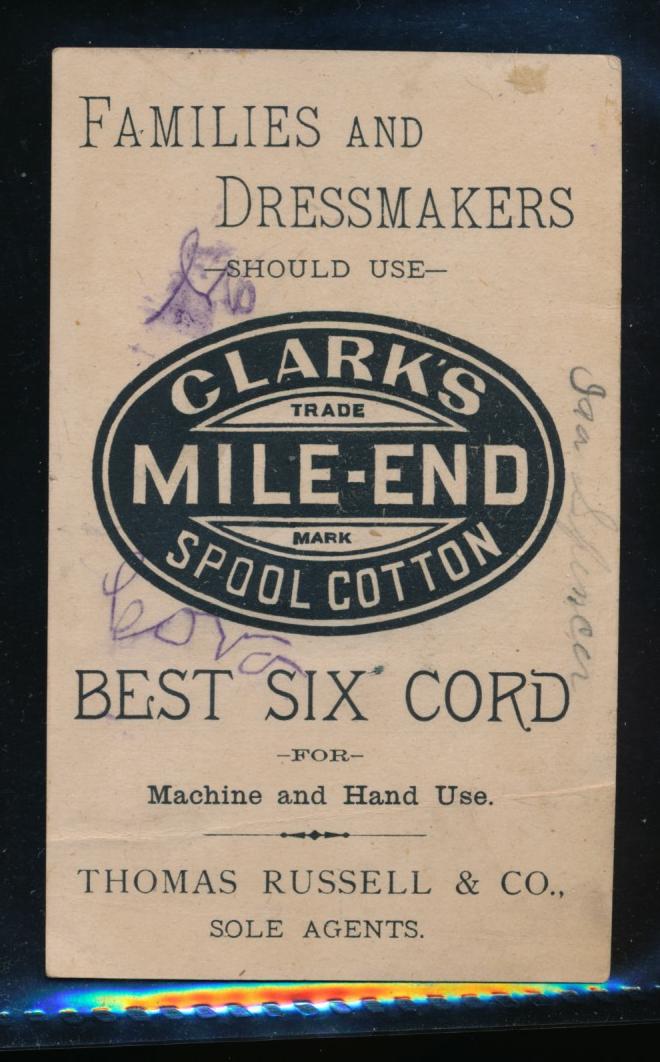 FAMILIES AND
DRESSMAKERS
—SHOULD USE—
CLARK'S
TRADE
MILE-END
MARK
SPOOL COTTON
BEST SIX CORD
—FOR—
Machine and Hand Use.
THOMAS RUSSELL & CO.,
SOLE AGENTS.
Spencer